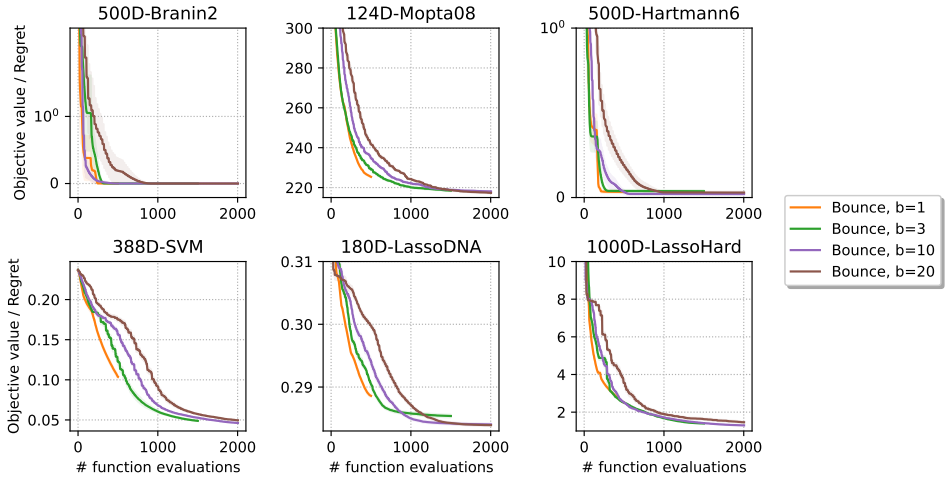 500D-Branin2
124D-Mopta08
500D-Hartmann6
Objective value / Regret
10⁰
0
0
1000
2000
300
280
260
240
220
0
1000
2000
10⁰
0
0
1000
2000
Bounce, b=1
Bounce, b=3
Bounce, b=10
Bounce, b=20
388D-SVM
180D-LassoDNA
1000D-LassoHard
Objective value / Regret
0.20
0.15
0.10
0.05
0
1000
2000
# function evaluations
0.31
0.30
0.29
0
1000
2000
# function evaluations
10
8
6
4
2
0
1000
2000
# function evaluations